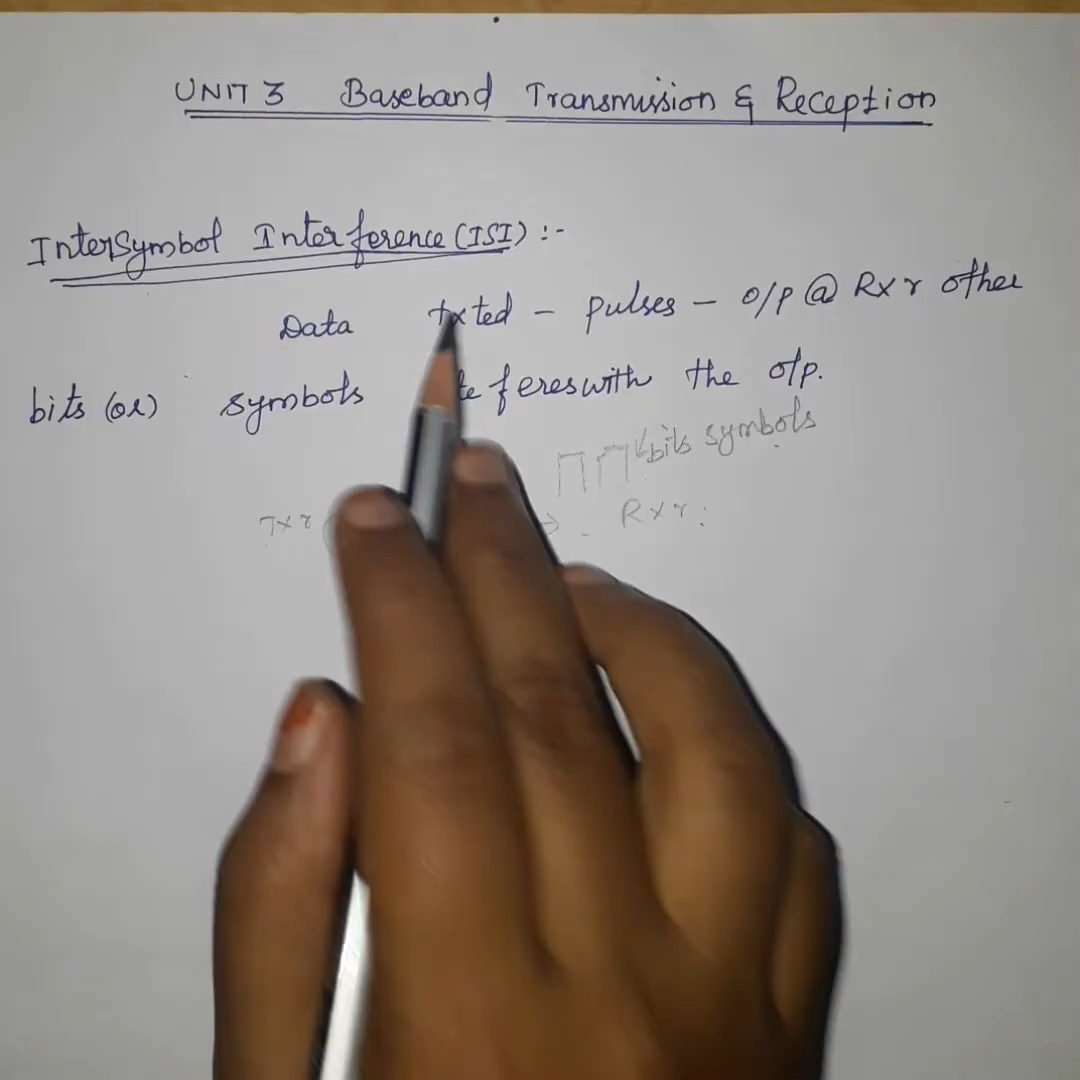 UNIT 3 Baseband Transmission & Reception
Intersymbol Interference (ISI) :-
Data txted - pulses - o/p @ Rxr other
bits (or) symbols feres with the o/p.
bits symbols
Txr → Rxr: